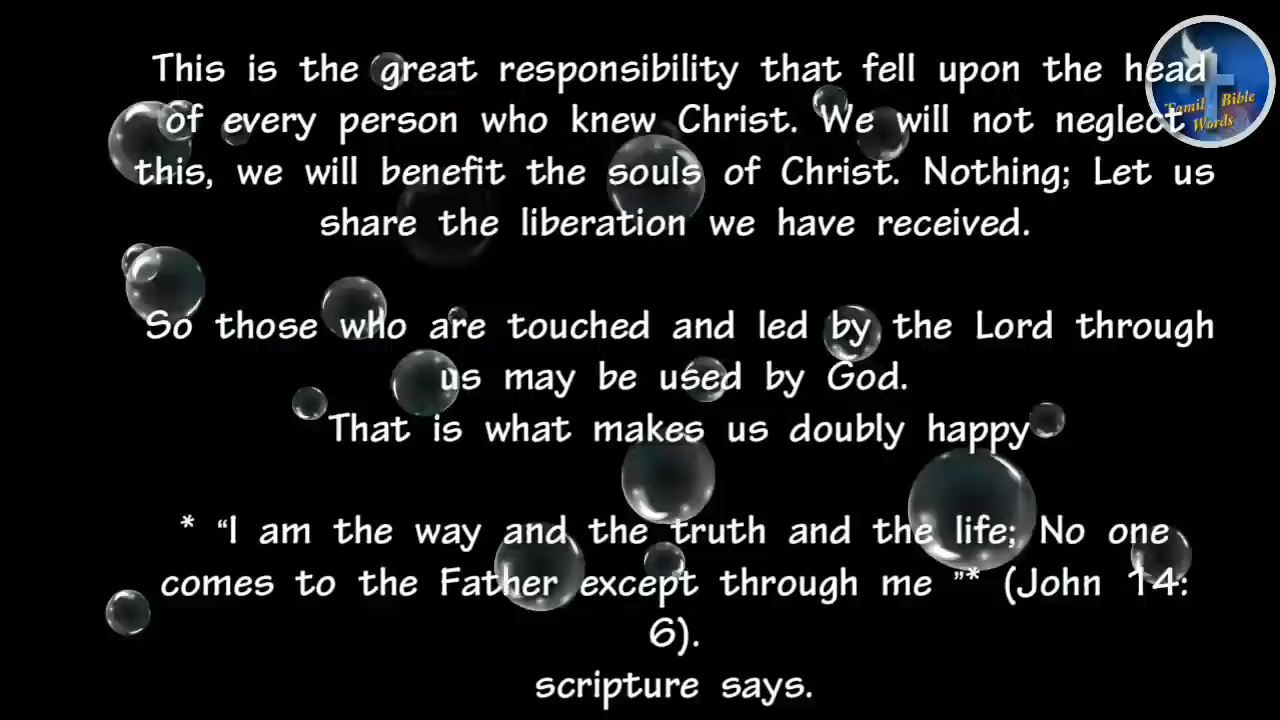 This is the great responsibility that fell upon the head
of every person who knew Christ. We will not neglect
this, we will benefit the souls of Christ. Nothing; Let us
share the liberation we have received.
So those who are touched and led by the Lord through
us may be used by God.
That is what makes us doubly happy
* “I am the way and the truth and the life; No one
comes to the Father except through me ”* (John 14:
6).
scripture says.
Tamil Bible
Words